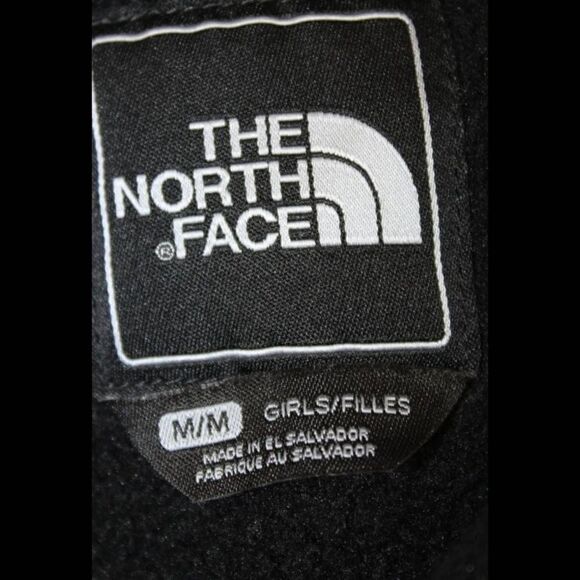 THE
NORTH
® FACE
M/M GIRLS/FILLES
MADE IN EL SALVADOR
FABRIQUE AU SALVADOR